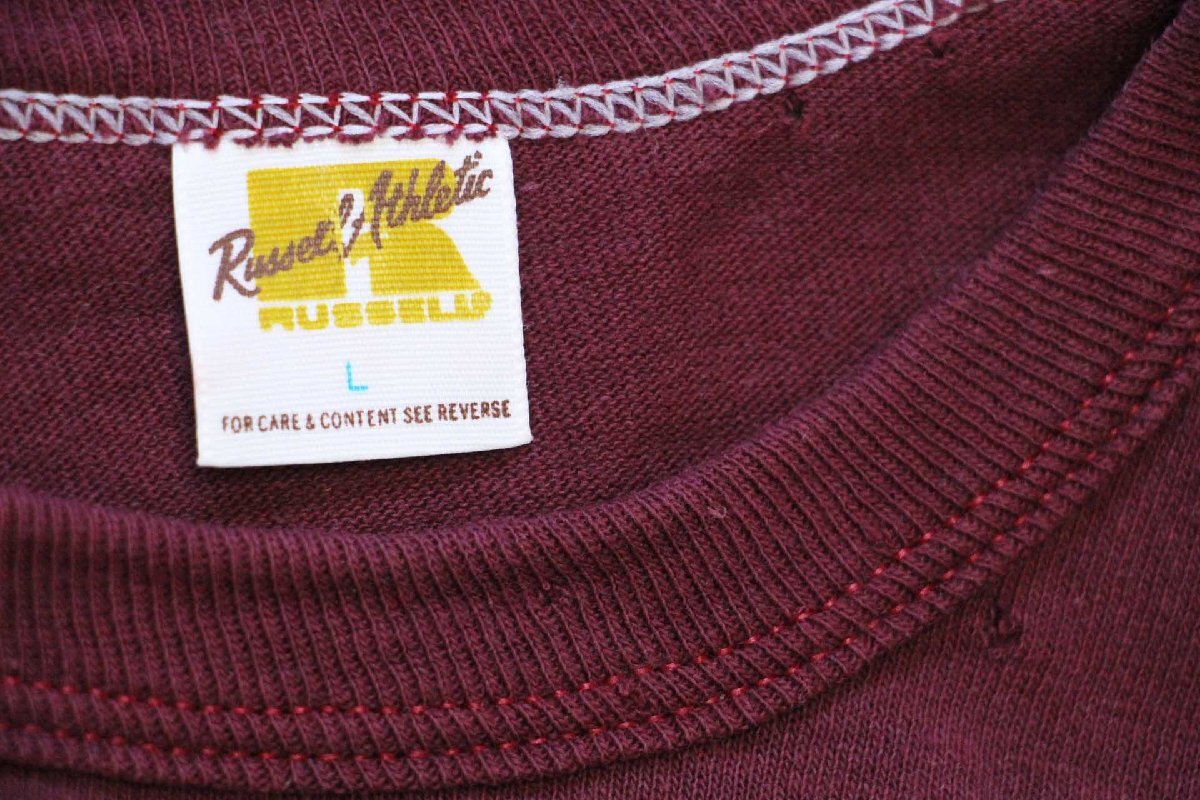 Russell Athletic
RUSSELL®
L
FOR CARE & CONTENT SEE REVERSE